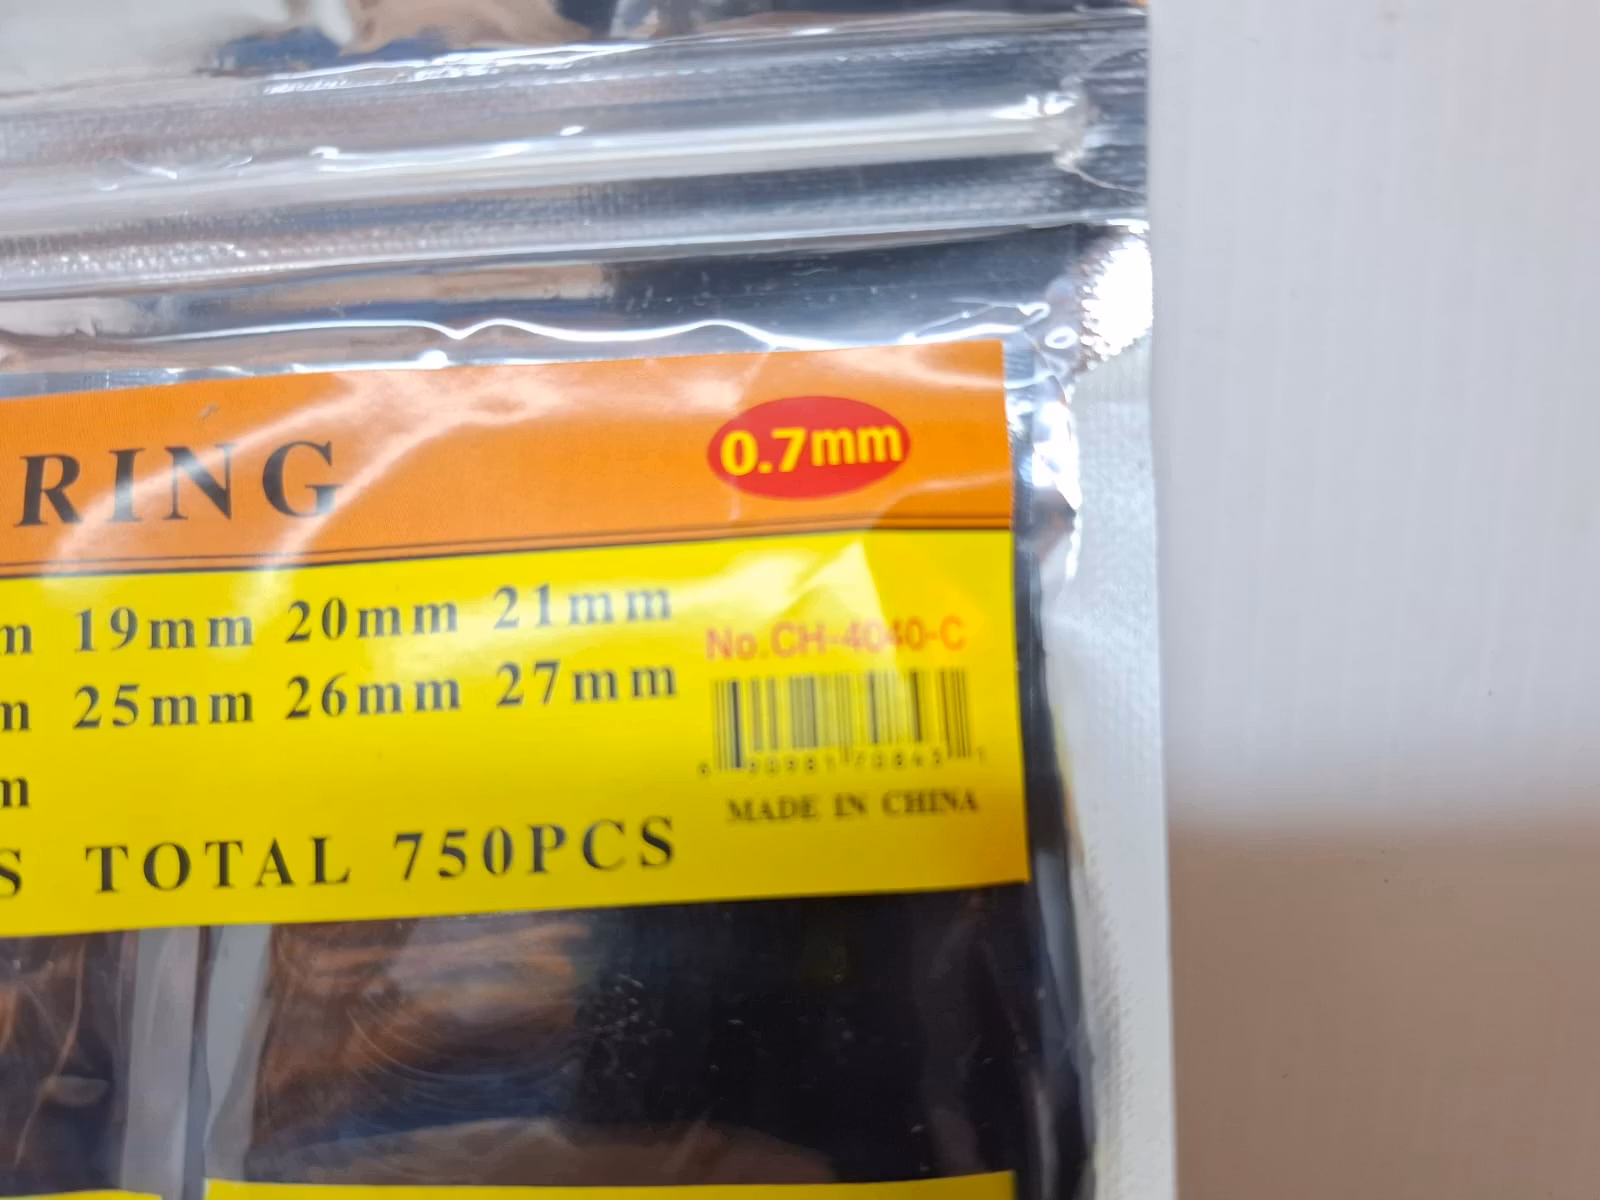 RING
0.7mm
m 19mm 20mm 21mm
No.CH-4040-C
m 25mm 26mm 27mm
m
MADE IN CHINA
S TOTAL 750PCS